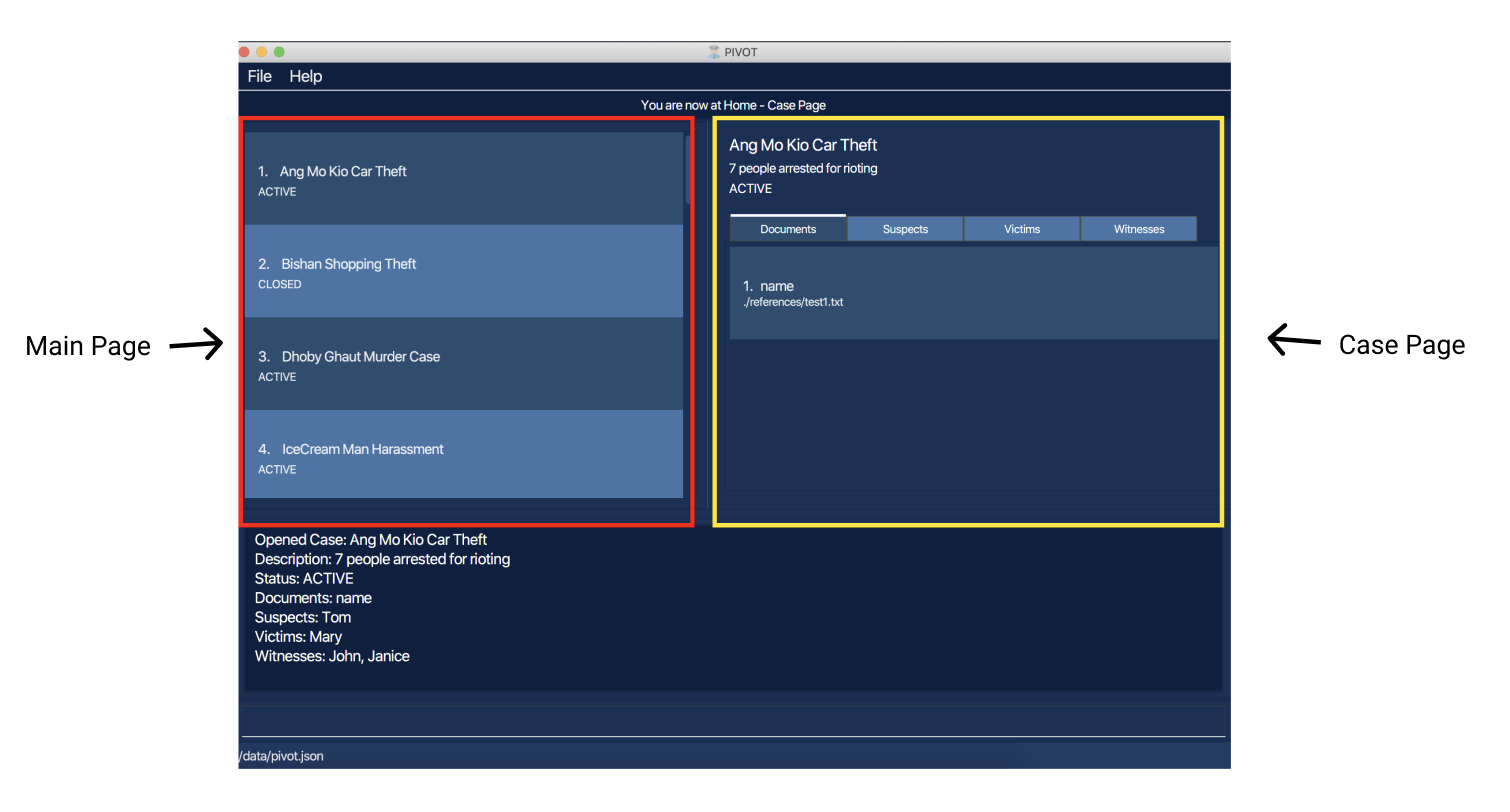 PIVOT
File Help
You are now at Home - Case Page
1. Ang Mo Kio Car Theft
ACTIVE
2. Bishan Shopping Theft
CLOSED
3. Dhoby Ghaut Murder Case
ACTIVE
4. IceCream Man Harassment
ACTIVE
Ang Mo Kio Car Theft
7 people arrested for rioting
ACTIVE
Documents Suspects Victims Witnesses
1. name
./references/test1.txt
Main Page
Case Page
Opened Case: Ang Mo Kio Car Theft
Description: 7 people arrested for rioting
Status: ACTIVE
Documents: name
Suspects: Tom
Victims: Mary
Witnesses: John, Janice
/data/pivot.json